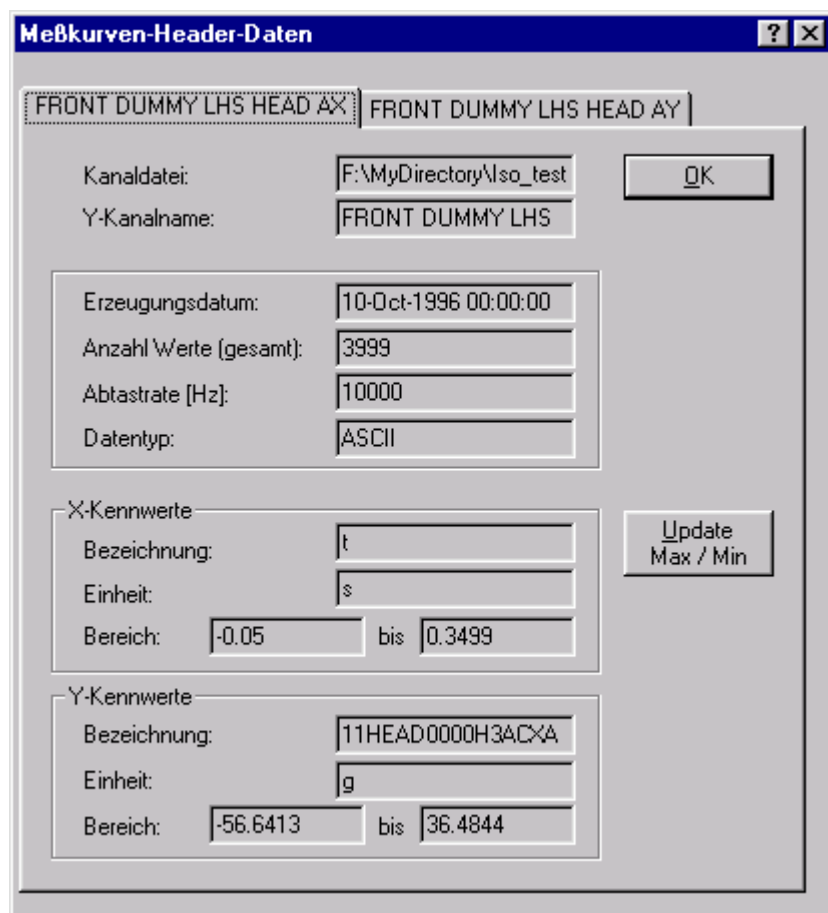 Meßkurven-Header-Daten
FRONT DUMMY LHS HEAD AX FRONT DUMMY LHS HEAD AY
Kanaldatei: F:\MyDirectory\Iso_test OK
Y-Kanalname: FRONT DUMMY LHS
Erzeugungsdatum: 10-Oct-1996 00:00:00
Anzahl Werte (gesamt): 3999
Abtastrate [Hz]: 10000
Datentyp: ASCII
X-Kennwerte
Bezeichnung: t
Update
Max / Min
Einheit: s
Bereich: -0.05 bis 0.3499
Y-Kennwerte
Bezeichnung: 11HEAD0000H3ACXA
Einheit: g
Bereich: -56.6413 bis 36.4844